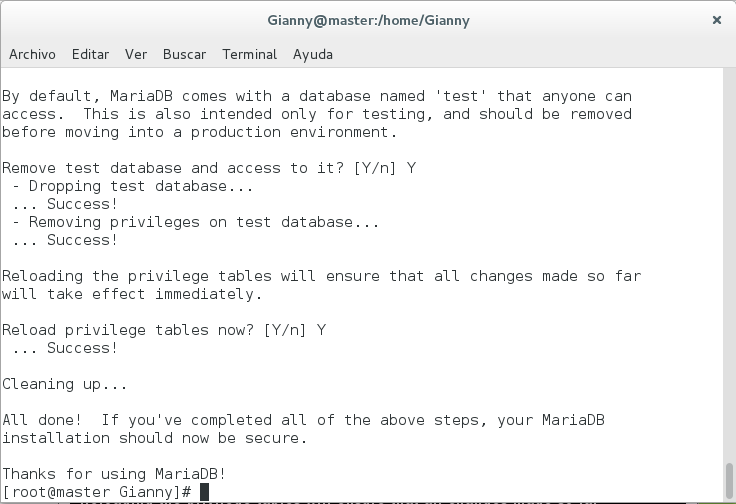 Gianny@master:/home/Gianny
Archivo Editar Ver Buscar Terminal Ayuda
By default, MariaDB comes with a database named 'test' that anyone can
access.  This is also intended only for testing, and should be removed
before moving into a production environment.
Remove test database and access to it? [Y/n] Y
 - Dropping test database...
 ... Success!
 - Removing privileges on test database...
 ... Success!
Reloading the privilege tables will ensure that all changes made so far
will take effect immediately.
Reload privilege tables now? [Y/n] Y
 ... Success!
Cleaning up...
All done!  If you've completed all of the above steps, your MariaDB
installation should now be secure.
Thanks for using MariaDB!
[root@master Gianny]#